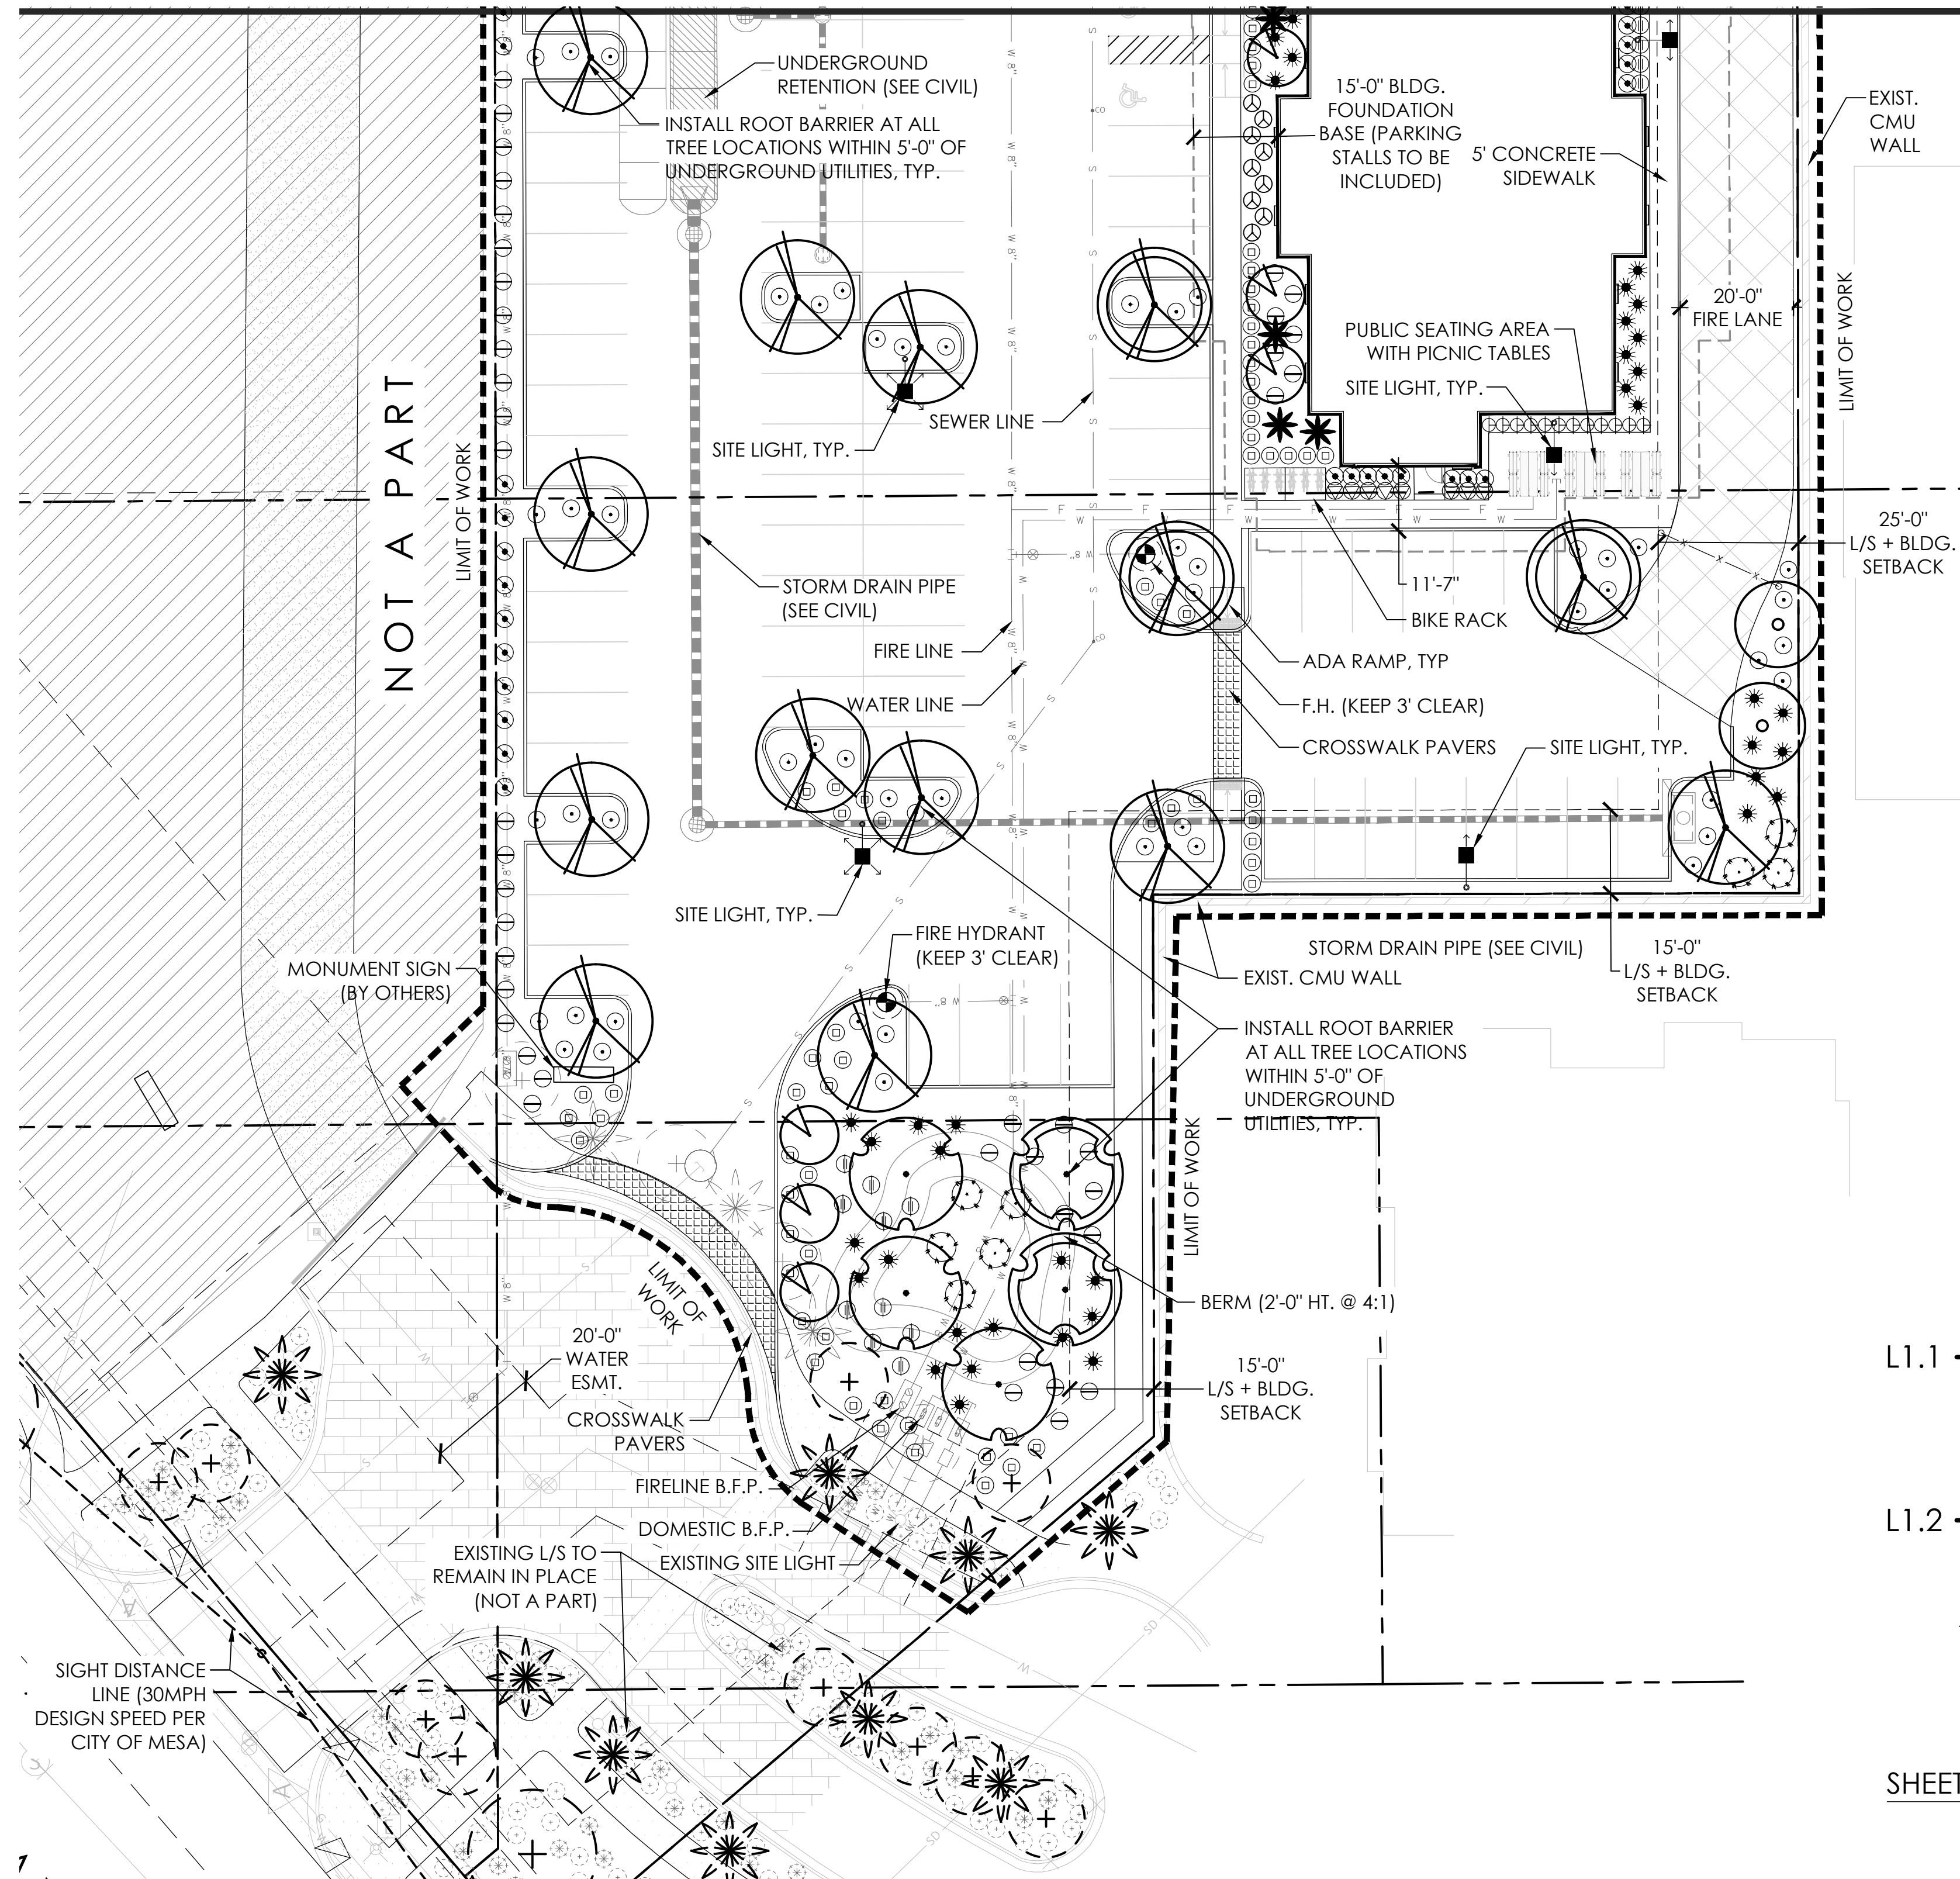 UNDERGROUND
RETENTION (SEE CIVIL)
INSTALL ROOT BARRIER AT ALL
TREE LOCATIONS WITHIN 5'-0" OF
UNDERGROUND UTILITIES, TYP.
15'-0" BLDG.
FOUNDATION
BASE (PARKING
STALLS TO BE
INCLUDED)
5' CONCRETE
SIDEWALK
EXIST.
CMU
WALL
20'-0"
FIRE LANE
LIMIT OF WORK
PUBLIC SEATING AREA
WITH PICNIC TABLES
SITE LIGHT, TYP.
SEWER LINE
SITE LIGHT, TYP.
NOT A PART
LIMIT OF WORK
25'-0"
L/S + BLDG.
SETBACK
STORM DRAIN PIPE
(SEE CIVIL)
11'-7"
BIKE RACK
FIRE LINE
ADA RAMP, TYP
WATER LINE
F.H. (KEEP 3' CLEAR)
CROSSWALK PAVERS
SITE LIGHT, TYP.
SITE LIGHT, TYP.
FIRE HYDRANT
(KEEP 3' CLEAR)
STORM DRAIN PIPE (SEE CIVIL)
15'-0"
L/S + BLDG.
SETBACK
MONUMENT SIGN
(BY OTHERS)
EXIST. CMU WALL
INSTALL ROOT BARRIER
AT ALL TREE LOCATIONS
WITHIN 5'-0" OF
UNDERGROUND
UTILITIES, TYP.
LIMIT OF WORK
LIMIT OF
WORK
BERM (2'-0" HT. @ 4:1)
20'-0"
WATER
ESMT.
15'-0"
L/S + BLDG.
SETBACK
L1.1
CROSSWALK
PAVERS
FIRELINE B.F.P.
L1.2
DOMESTIC B.F.P.
EXISTING SITE LIGHT
EXISTING L/S TO
REMAIN IN PLACE
(NOT A PART)
SIGHT DISTANCE
LINE (30MPH
DESIGN SPEED PER
CITY OF MESA)
SHEET